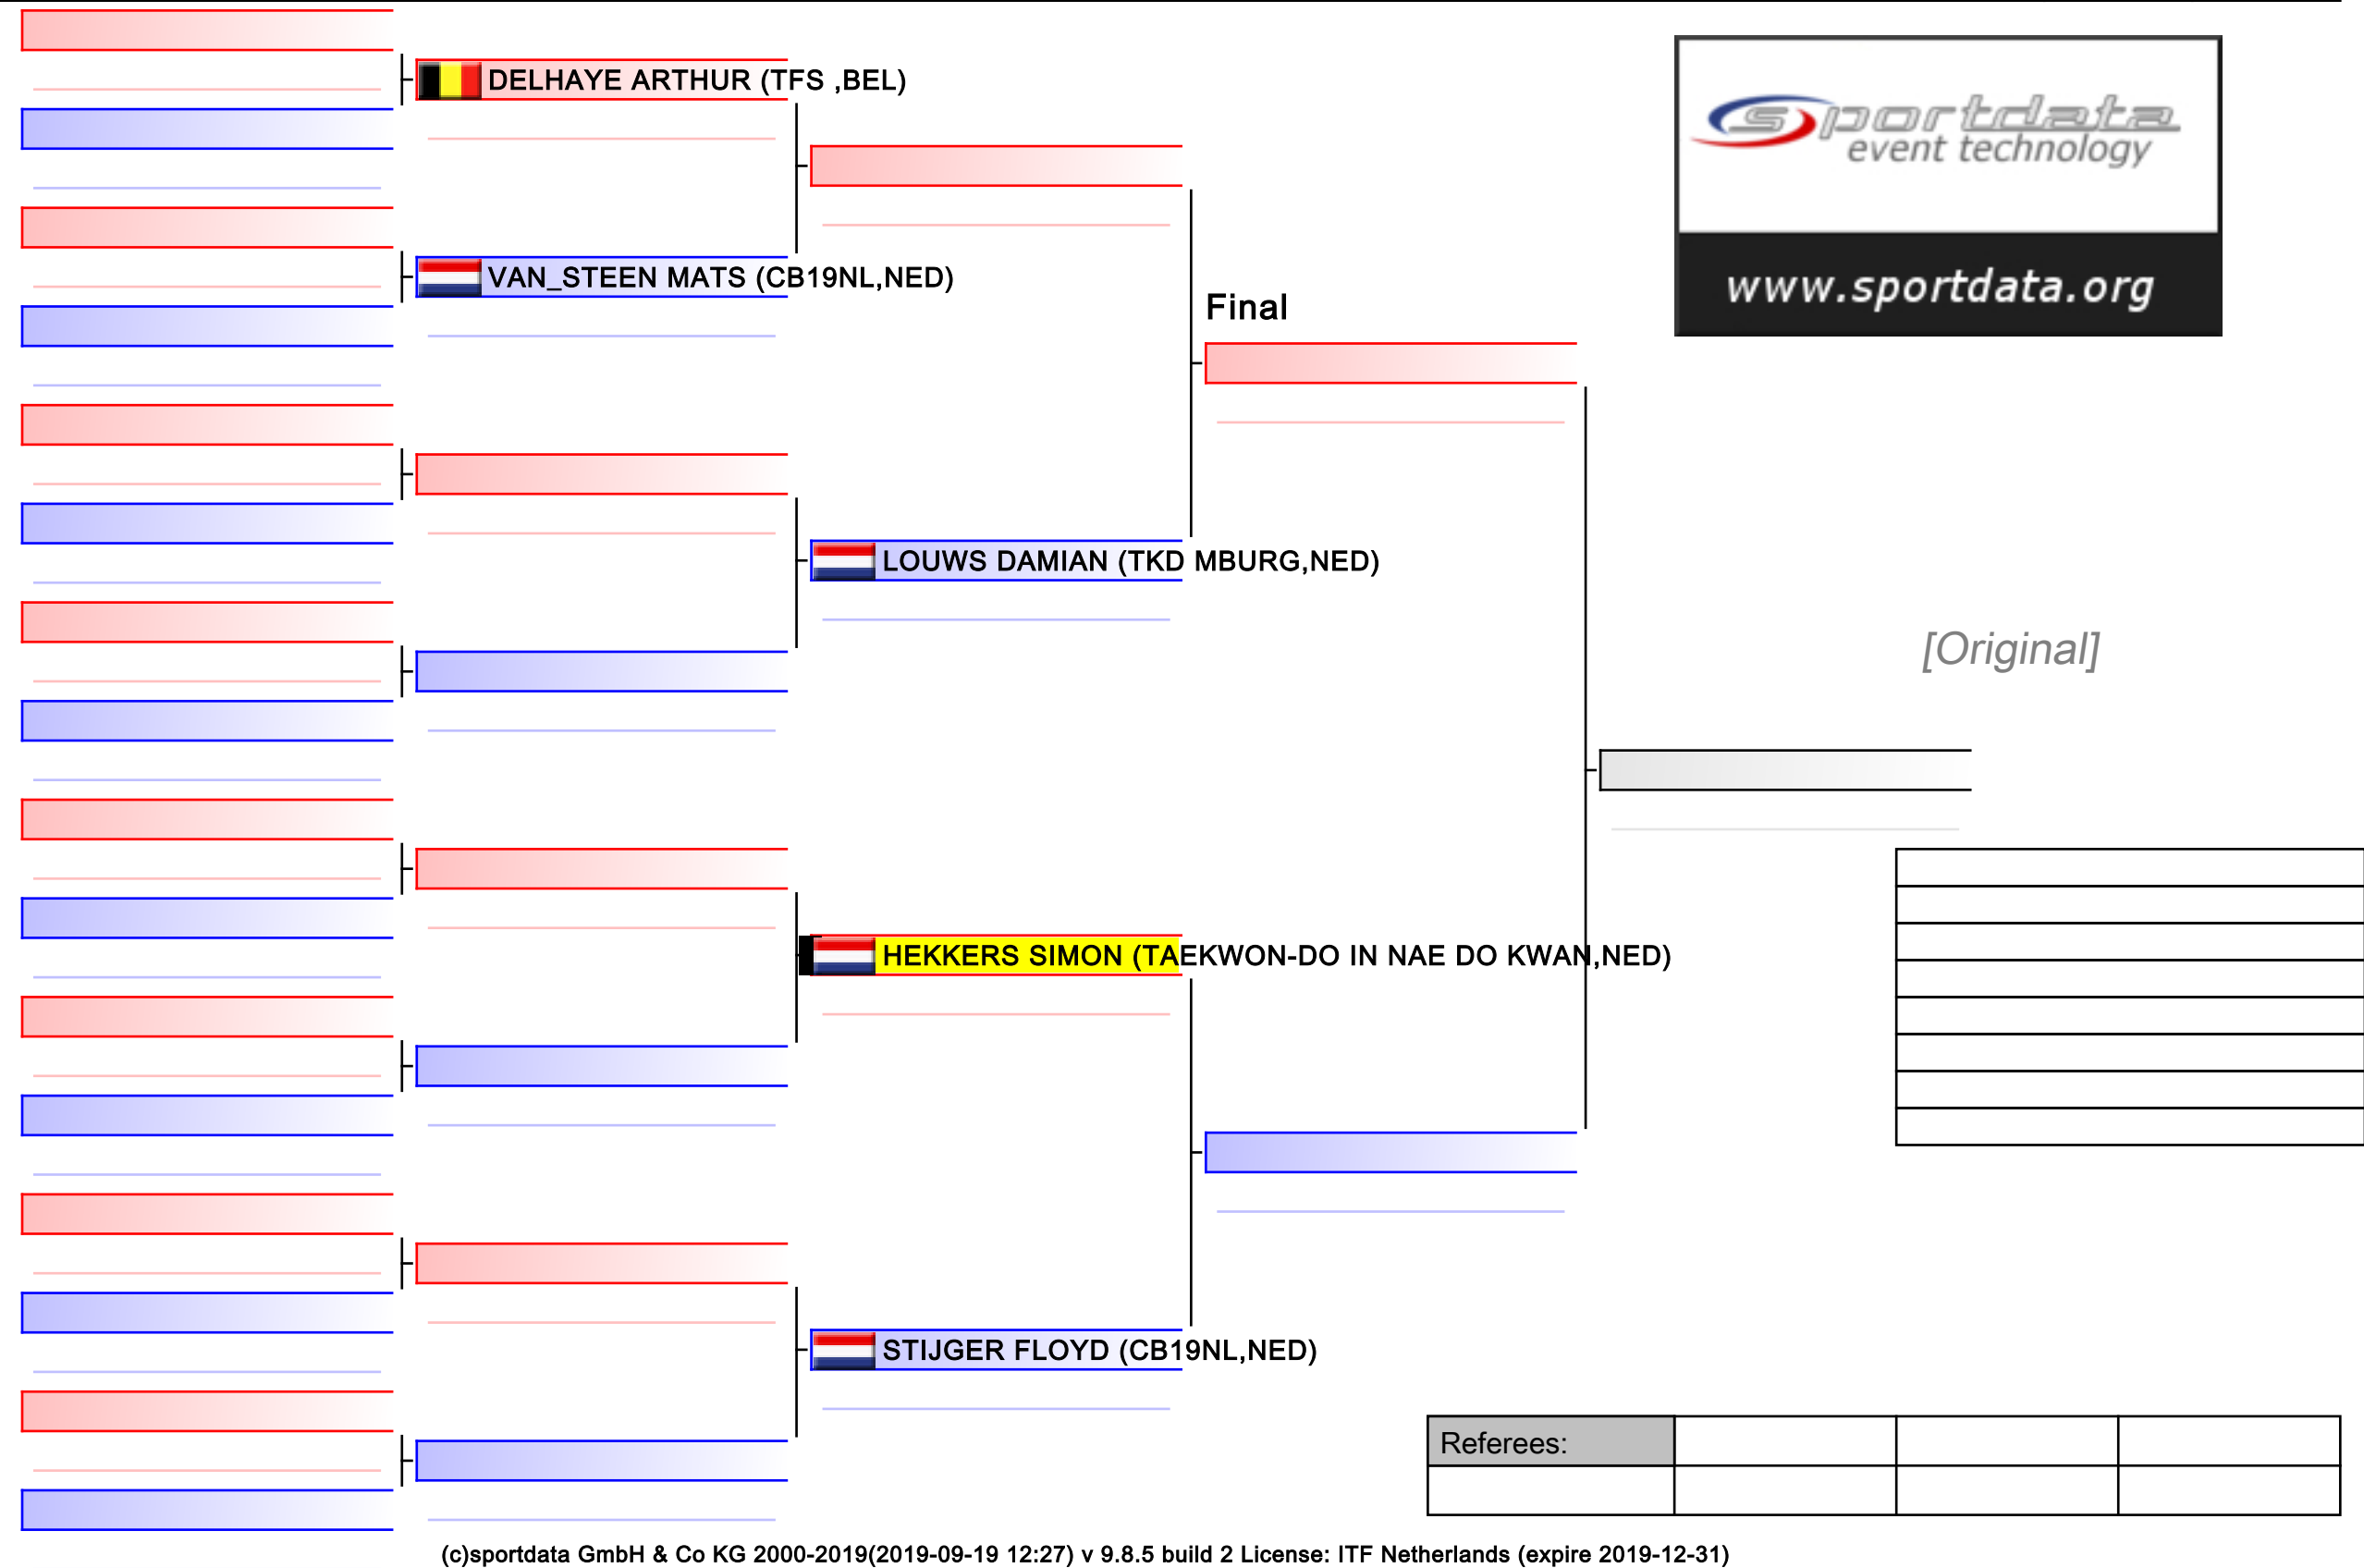 DELHAYE ARTHUR (TFS ,BEL)
sportdata
event technology
www.sportdata.org
VAN_STEEN MATS (CB19NL,NED)
Final
LOUWS DAMIAN (TKD MBURG,NED)
[Original]
HEKKERS SIMON (TAEKWON-DO IN NAE DO KWAN,NED)
STIJGER FLOYD (CB19NL,NED)
Referees:
(c)sportdata GmbH & Co KG 2000-2019(2019-09-19 12:27) v 9.8.5 build 2 License: ITF Netherlands (expire 2019-12-31)